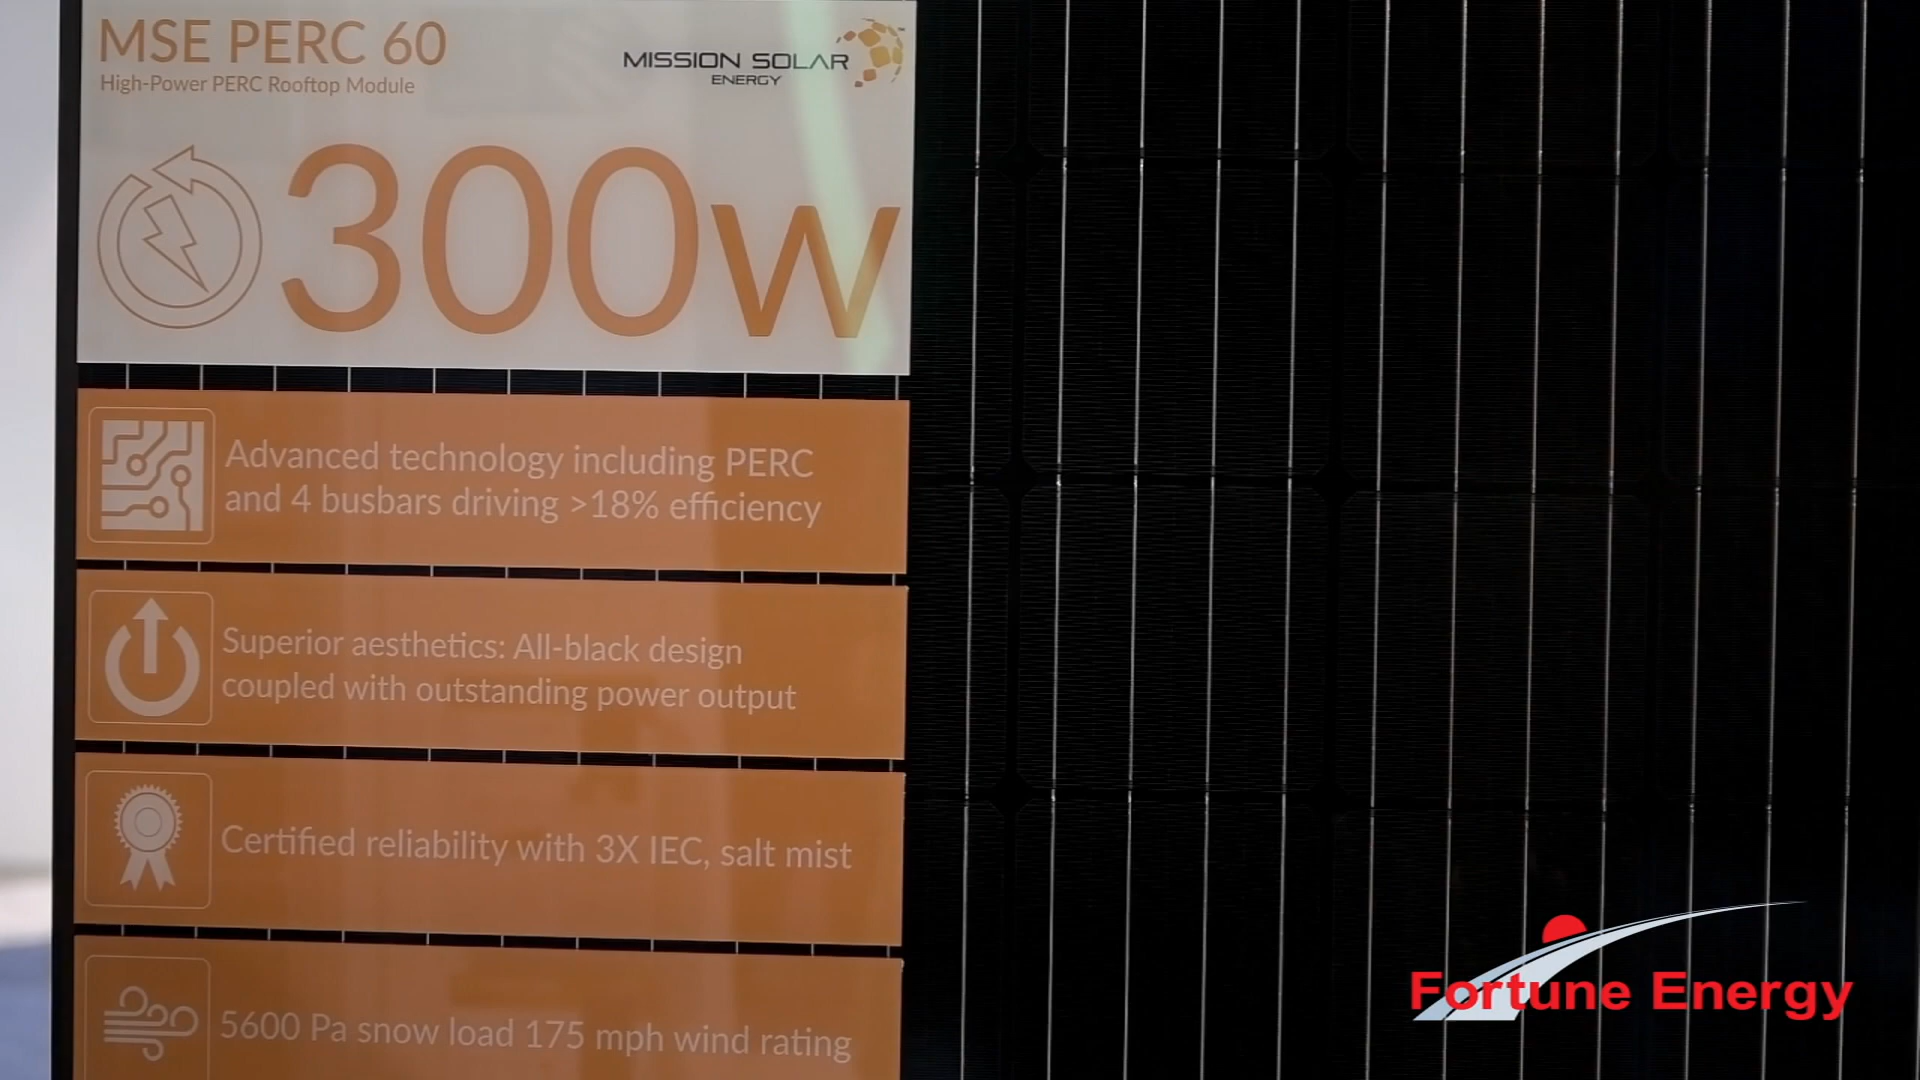 MSE PERC 60
High-Power PERC Rooftop Module
MISSION SOLAR
ENERGY
300w
Advanced technology including PERC
and 4 busbars driving >18% efficiency
Superior aesthetics: All-black design
coupled with outstanding power output
Certified reliability with 3X IEC, salt mist
5600 Pa snow load 175 mph wind rating
Fortune Energy